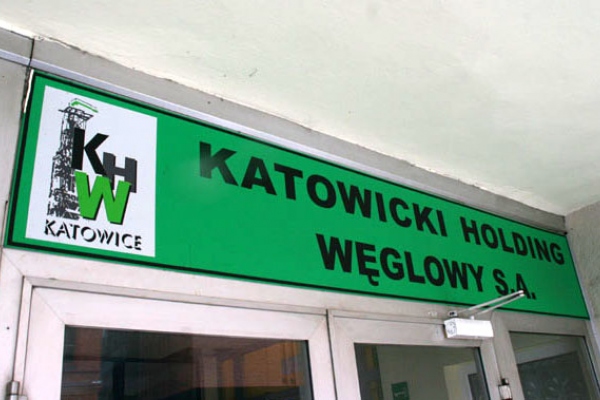 KHW
KATOWICE
KATOWICKI HOLDING
WĘGLOWY S.A.